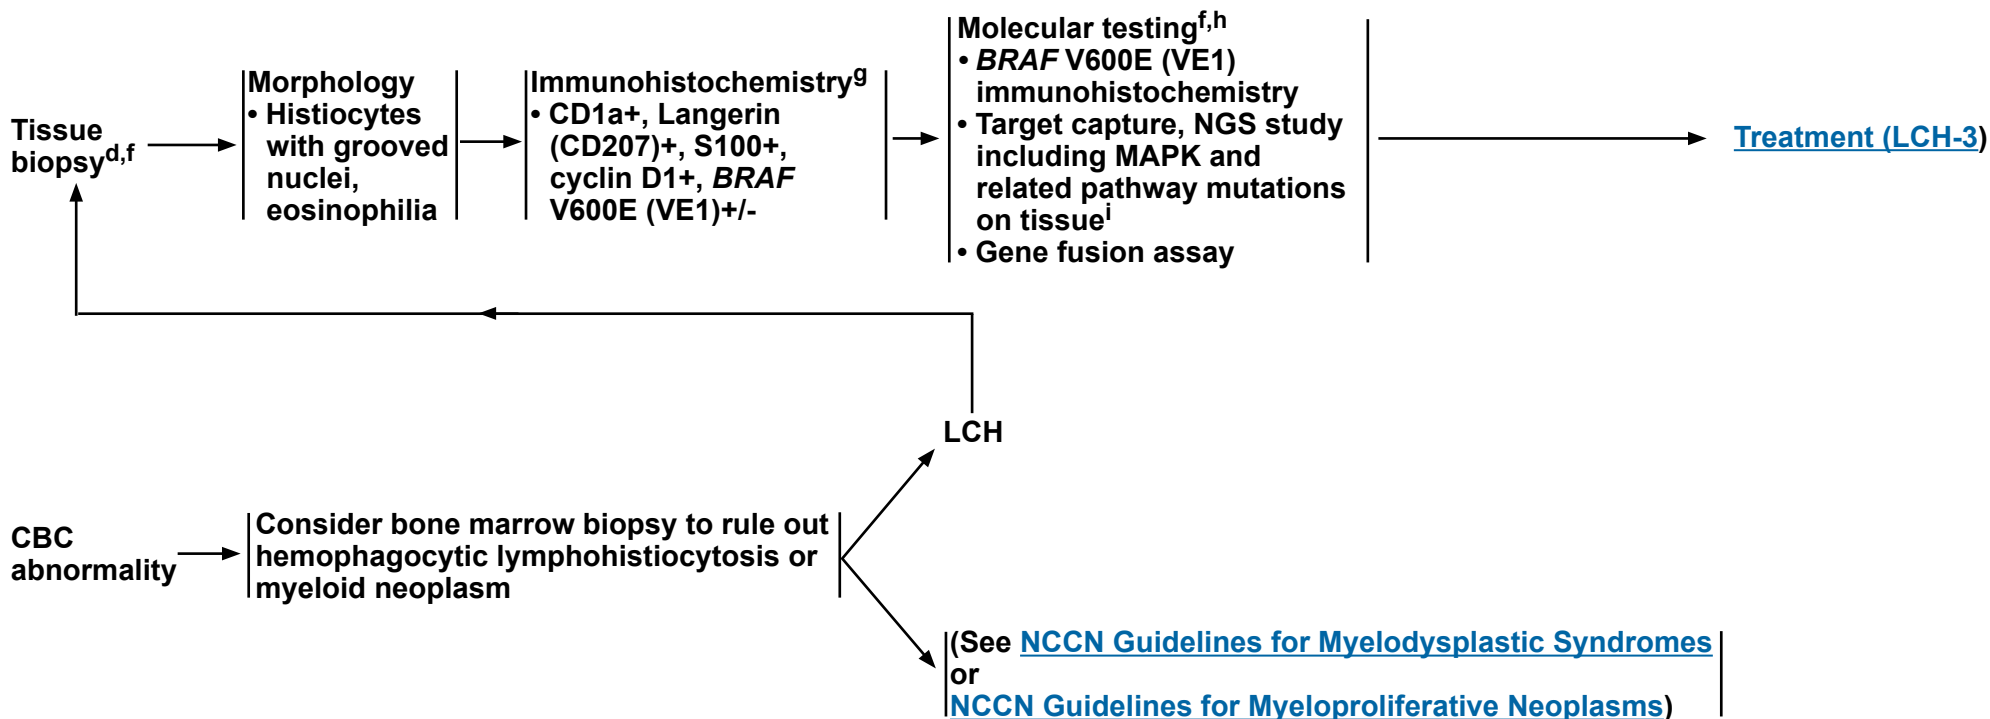 Tissue
biopsyd,f
Morphology
• Histiocytes
with grooved
nuclei,
eosinophilia
Immunohistochemistryg
• CD1a+, Langerin
(CD207)+, S100+,
cyclin D1+, BRAF
V600E (VE1)+/-
Molecular testingf,h
• BRAF V600E (VE1)
immunohistochemistry
• Target capture, NGS study
including MAPK and
related pathway mutations
on tissuei
• Gene fusion assay
Treatment (LCH-3)
LCH
CBC
abnormality
Consider bone marrow biopsy to rule out
hemophagocytic lymphohistiocytosis or
myeloid neoplasm
(See NCCN Guidelines for Myelodysplastic Syndromes
or
NCCN Guidelines for Myeloproliferative Neoplasms)